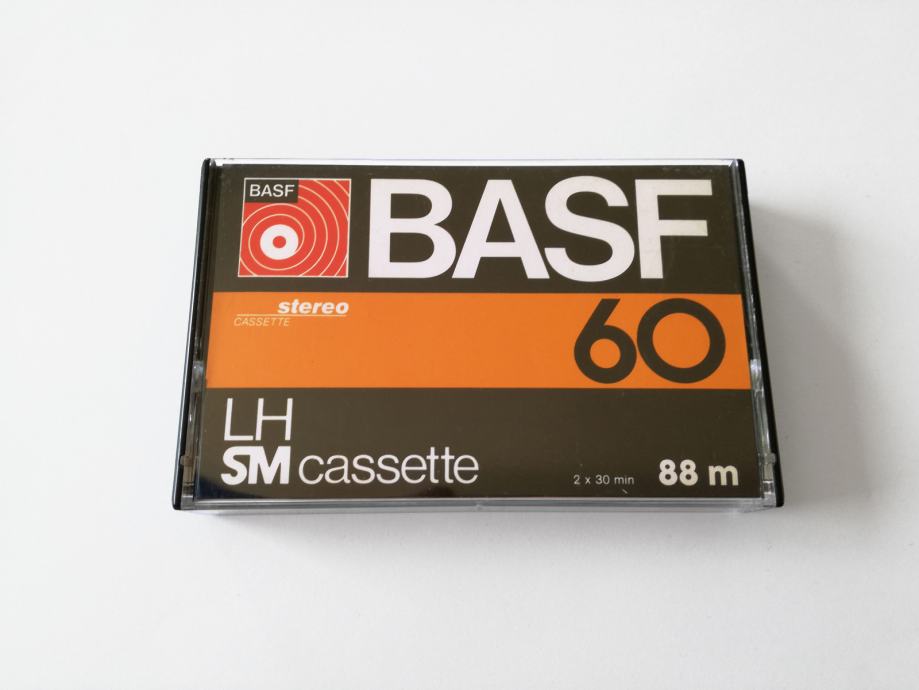 BASF
BASF
stereo
CASSETTE
60
LH
SM cassette
2 x 30 min 88 m